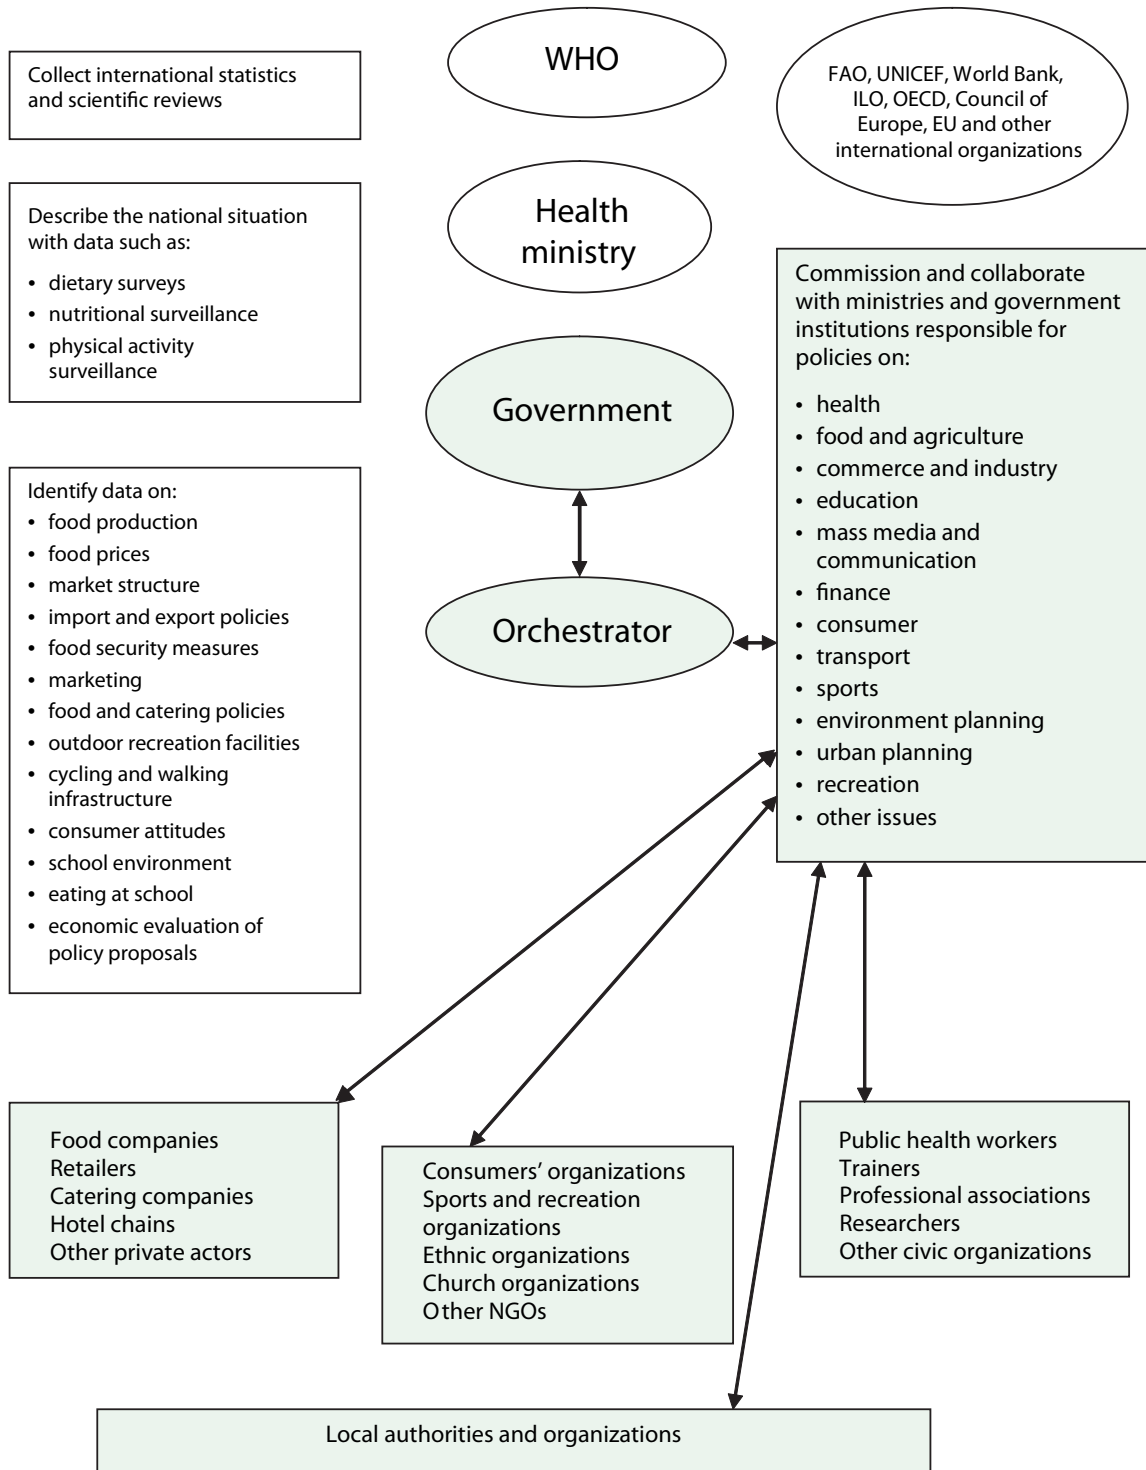 WHO
FAO, UNICEF, World Bank,
ILO, OECD, Council of
Europe, EU and other
international organizations
Collect international statistics
and scientific reviews
Health
ministry
Describe the national situation
with data such as:
• dietary surveys
• nutritional surveillance
• physical activity
surveillance
Government
Commission and collaborate
with ministries and government
institutions responsible for
policies on:
• health
• food and agriculture
• commerce and industry
• education
• mass media and
communication
• finance
• consumer
• transport
• sports
• environment planning
• urban planning
• recreation
• other issues
Identify data on:
• food production
• food prices
• market structure
• import and export policies
• food security measures
• marketing
• food and catering policies
• outdoor recreation facilities
• cycling and walking
infrastructure
• consumer attitudes
• school environment
• eating at school
• economic evaluation of
policy proposals
Orchestrator
Food companies
Retailers
Catering companies
Hotel chains
Other private actors
Consumers’ organizations
Sports and recreation
organizations
Ethnic organizations
Church organizations
Other NGOs
Public health workers
Trainers
Professional associations
Researchers
Other civic organizations
Local authorities and organizations